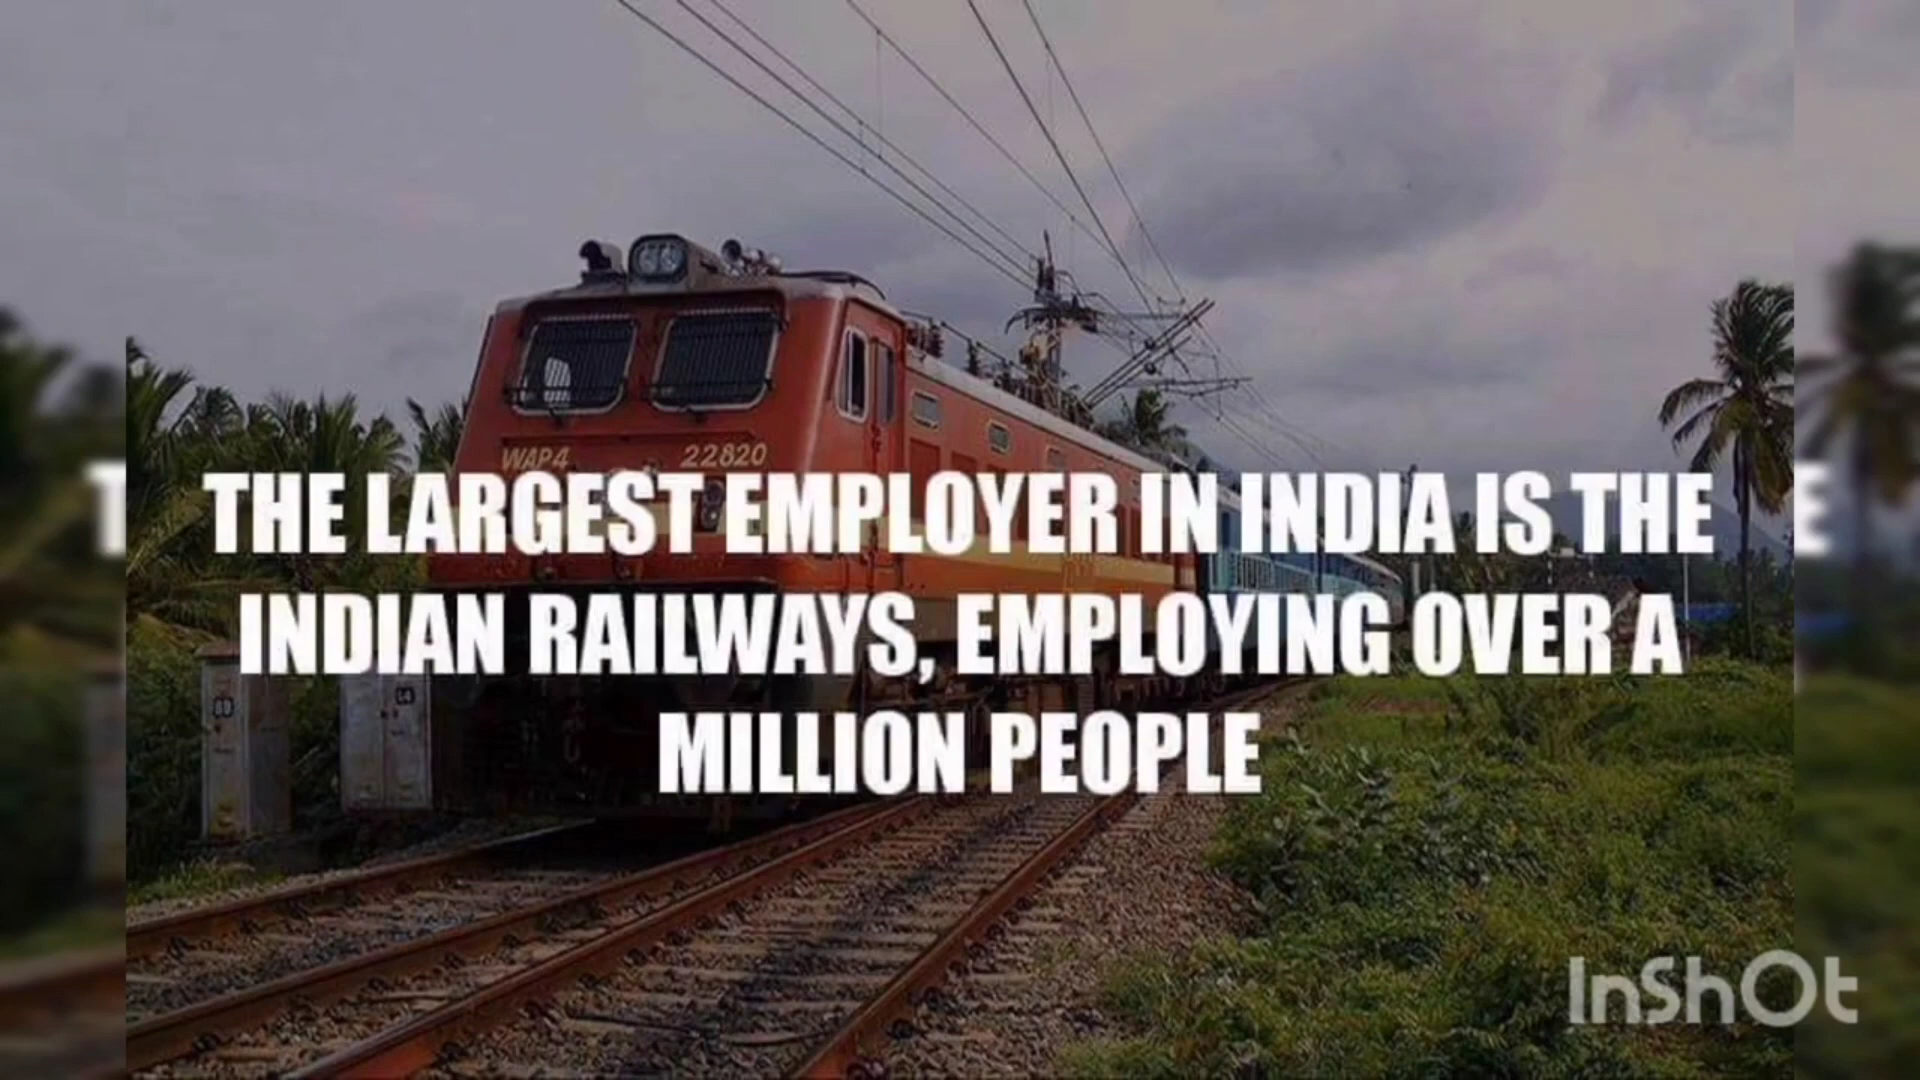 WAP4 22820
THE LARGEST EMPLOYER IN INDIA IS THE
INDIAN RAILWAYS, EMPLOYING OVER A
MILLION PEOPLE
InShOt